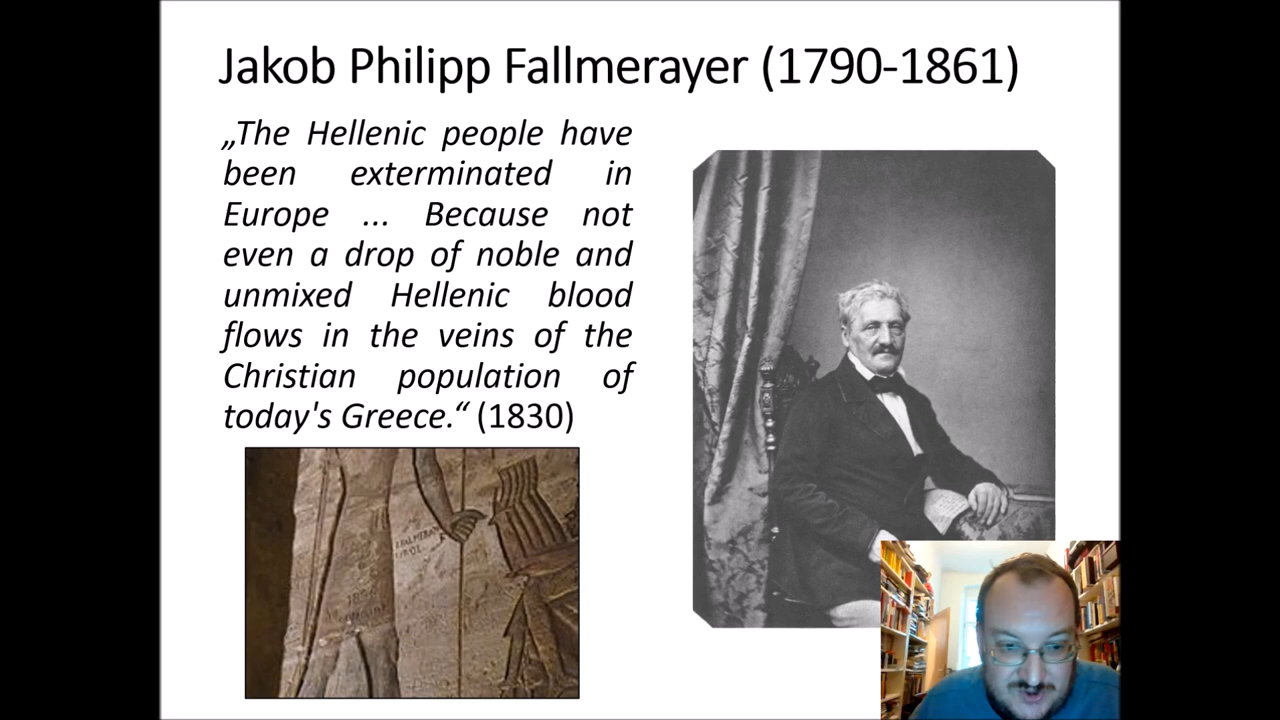 Jakob Philipp Fallmerayer (1790-1861)
„The Hellenic people have
been exterminated in
Europe ... Because not
even a drop of noble and
unmixed Hellenic blood
flows in the veins of the
Christian population of
today's Greece.“ (1830)